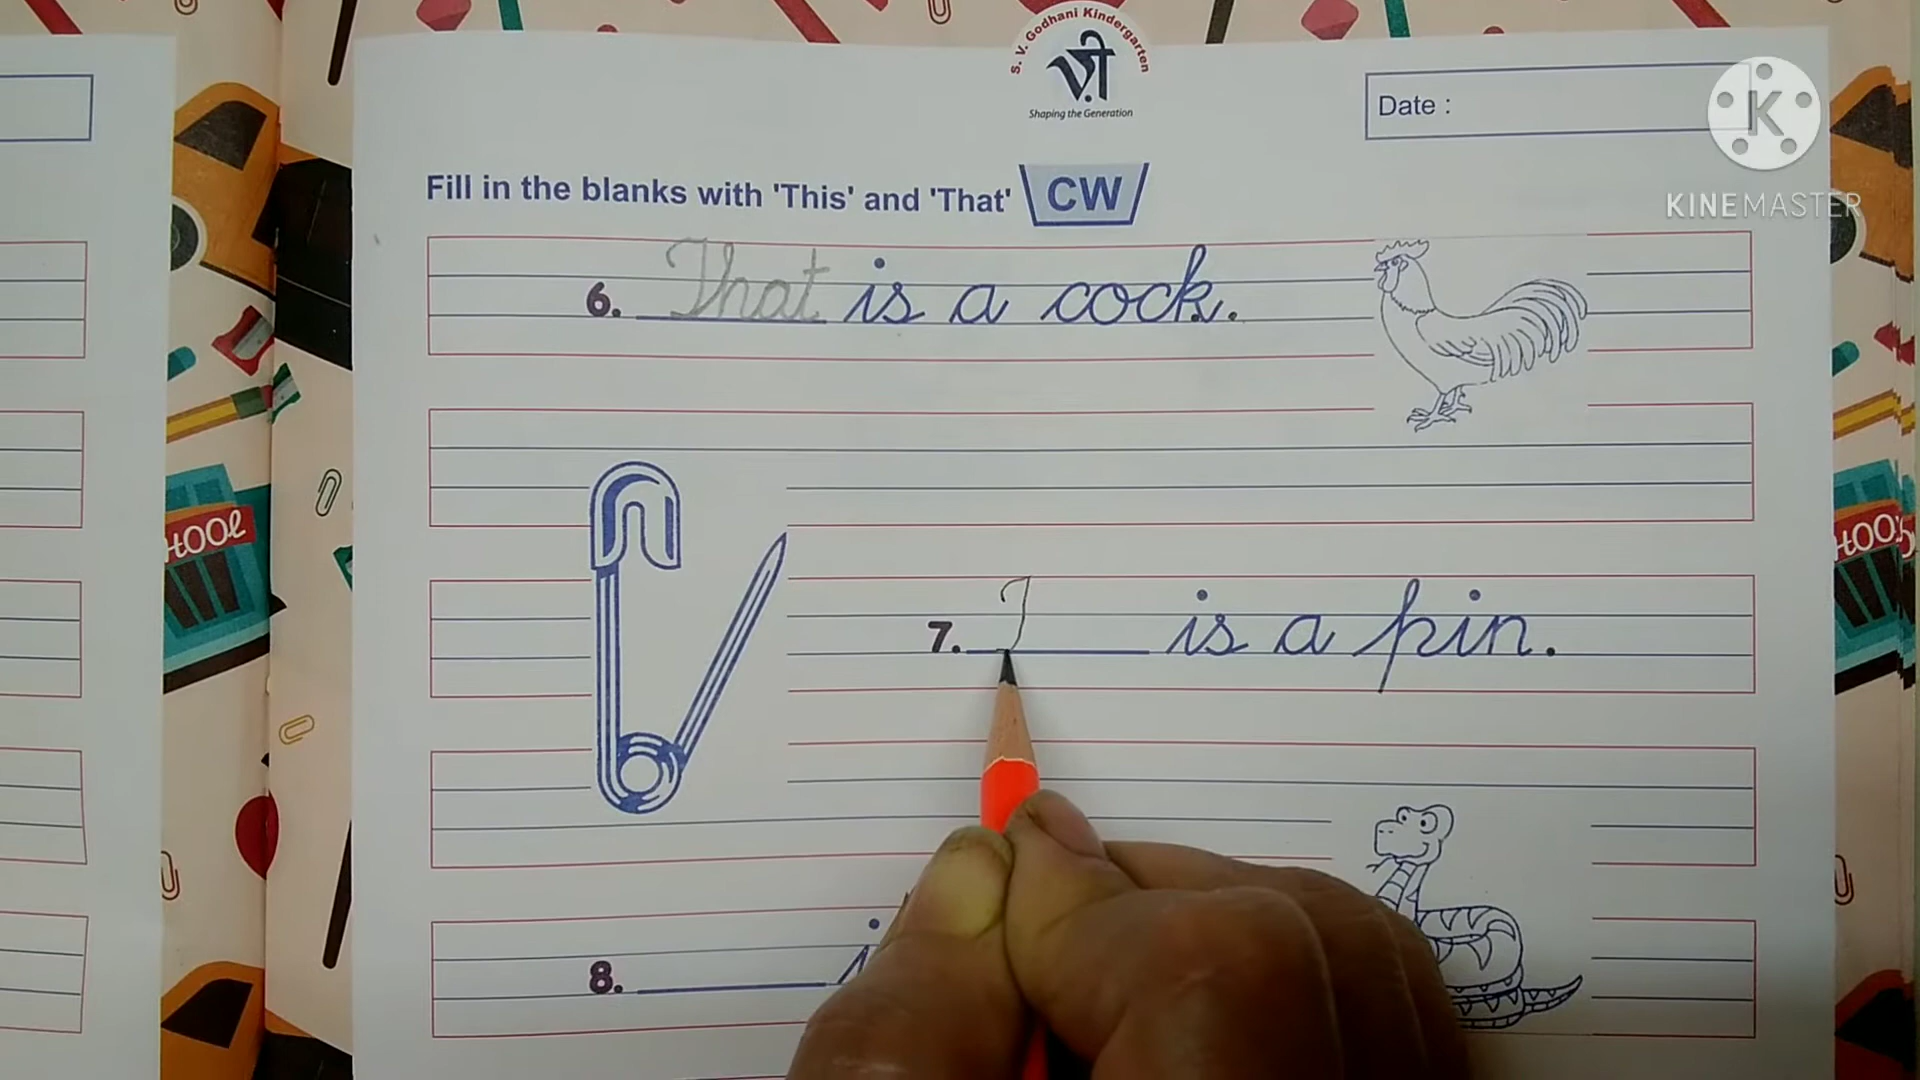 S. V. Godhani Kindergarten
Shaping the Generation
Date :
KINEMASTER
Fill in the blanks with 'This' and 'That' CW
6. That is a cock.
7. T is a pin.
8.
HOOL
HOOL